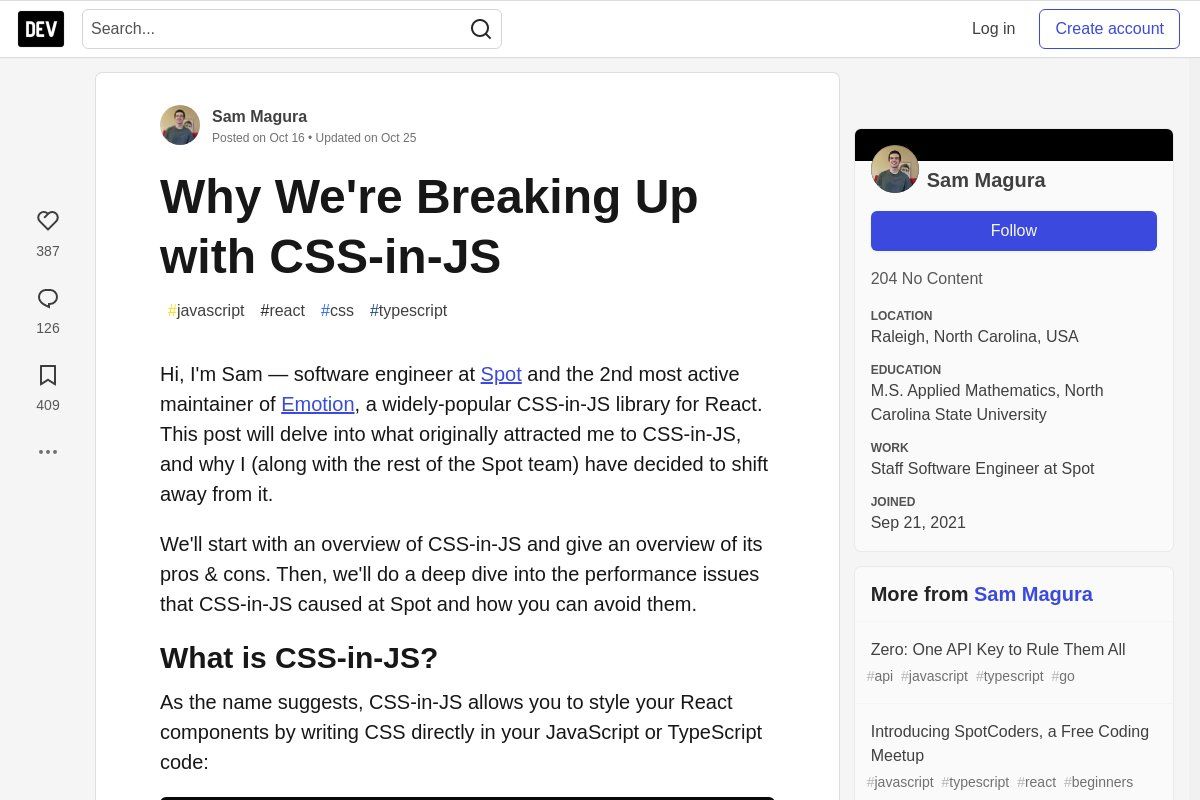 DEV
Search...
Log in
Create account
Sam Magura
Posted on Oct 16 • Updated on Oct 25
Why We're Breaking Up
with CSS-in-JS
#javascript #react #css #typescript
387
126
409
Hi, I'm Sam — software engineer at Spot and the 2nd most active
maintainer of Emotion, a widely-popular CSS-in-JS library for React.
This post will delve into what originally attracted me to CSS-in-JS,
and why I (along with the rest of the Spot team) have decided to shift
away from it.
We'll start with an overview of CSS-in-JS and give an overview of its
pros & cons. Then, we'll do a deep dive into the performance issues
that CSS-in-JS caused at Spot and how you can avoid them.
What is CSS-in-JS?
As the name suggests, CSS-in-JS allows you to style your React
components by writing CSS directly in your JavaScript or TypeScript
code:
Sam Magura
Follow
204 No Content
LOCATION
Raleigh, North Carolina, USA
EDUCATION
M.S. Applied Mathematics, North
Carolina State University
WORK
Staff Software Engineer at Spot
JOINED
Sep 21, 2021
More from Sam Magura
Zero: One API Key to Rule Them All
#api #javascript #typescript #go
Introducing SpotCoders, a Free Coding
Meetup
#javascript #typescript #react #beginners